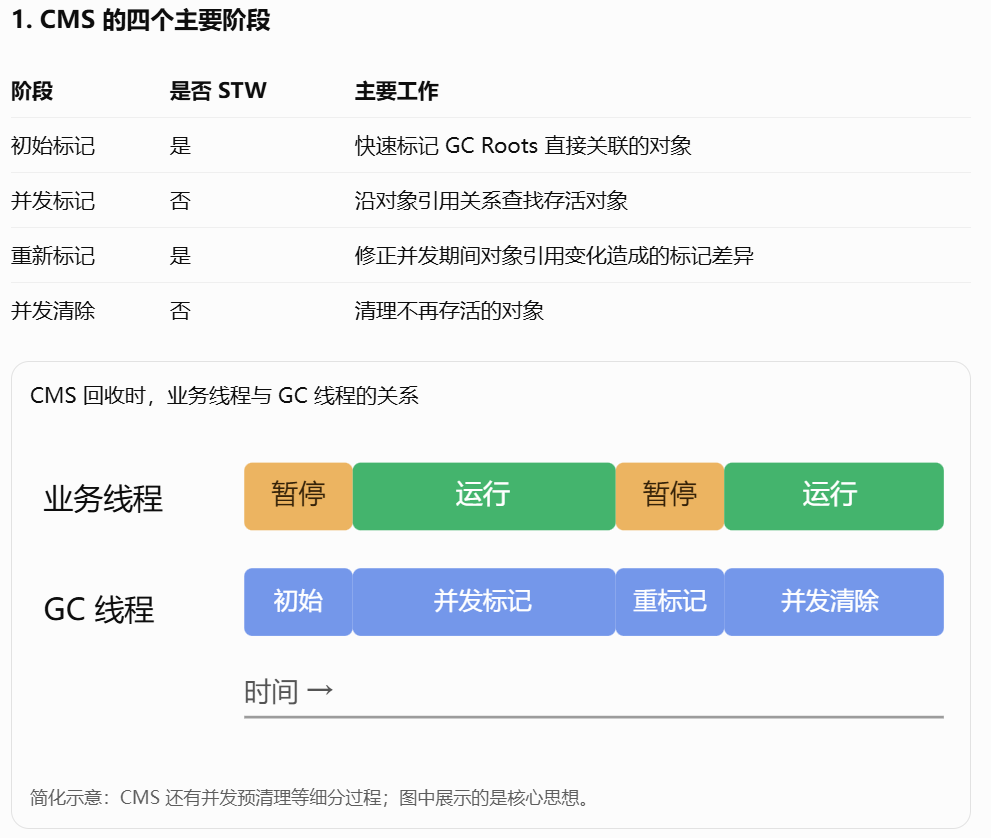 1. CMS 的四个主要阶段
阶段 是否 STW 主要工作
初始标记 是 快速标记 GC Roots 直接关联的对象
并发标记 否 沿对象引用关系查找存活对象
重新标记 是 修正并发期间对象引用变化造成的标记差异
并发清除 否 清理不再存活的对象
CMS 回收时，业务线程与 GC 线程的关系
业务线程 暂停 运行 暂停 运行
GC 线程 初始 并发标记 重标记 并发清除
时间 →
简化示意：CMS 还有并发预清理等细分过程；图中展示的是核心思想。